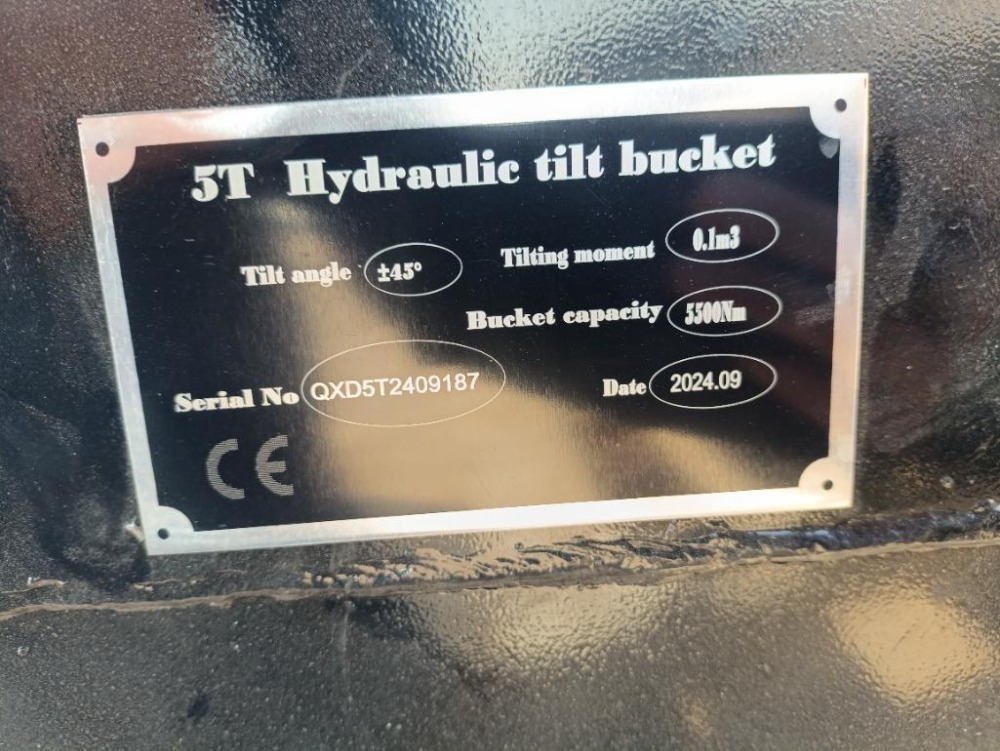 5T Hydraulic tilt bucket
Tilt angle ±45°
Tilting moment 0.1m3
Bucket capacity 5500Nm
Serial No QXD5T2409187
Date 2024.09
CE